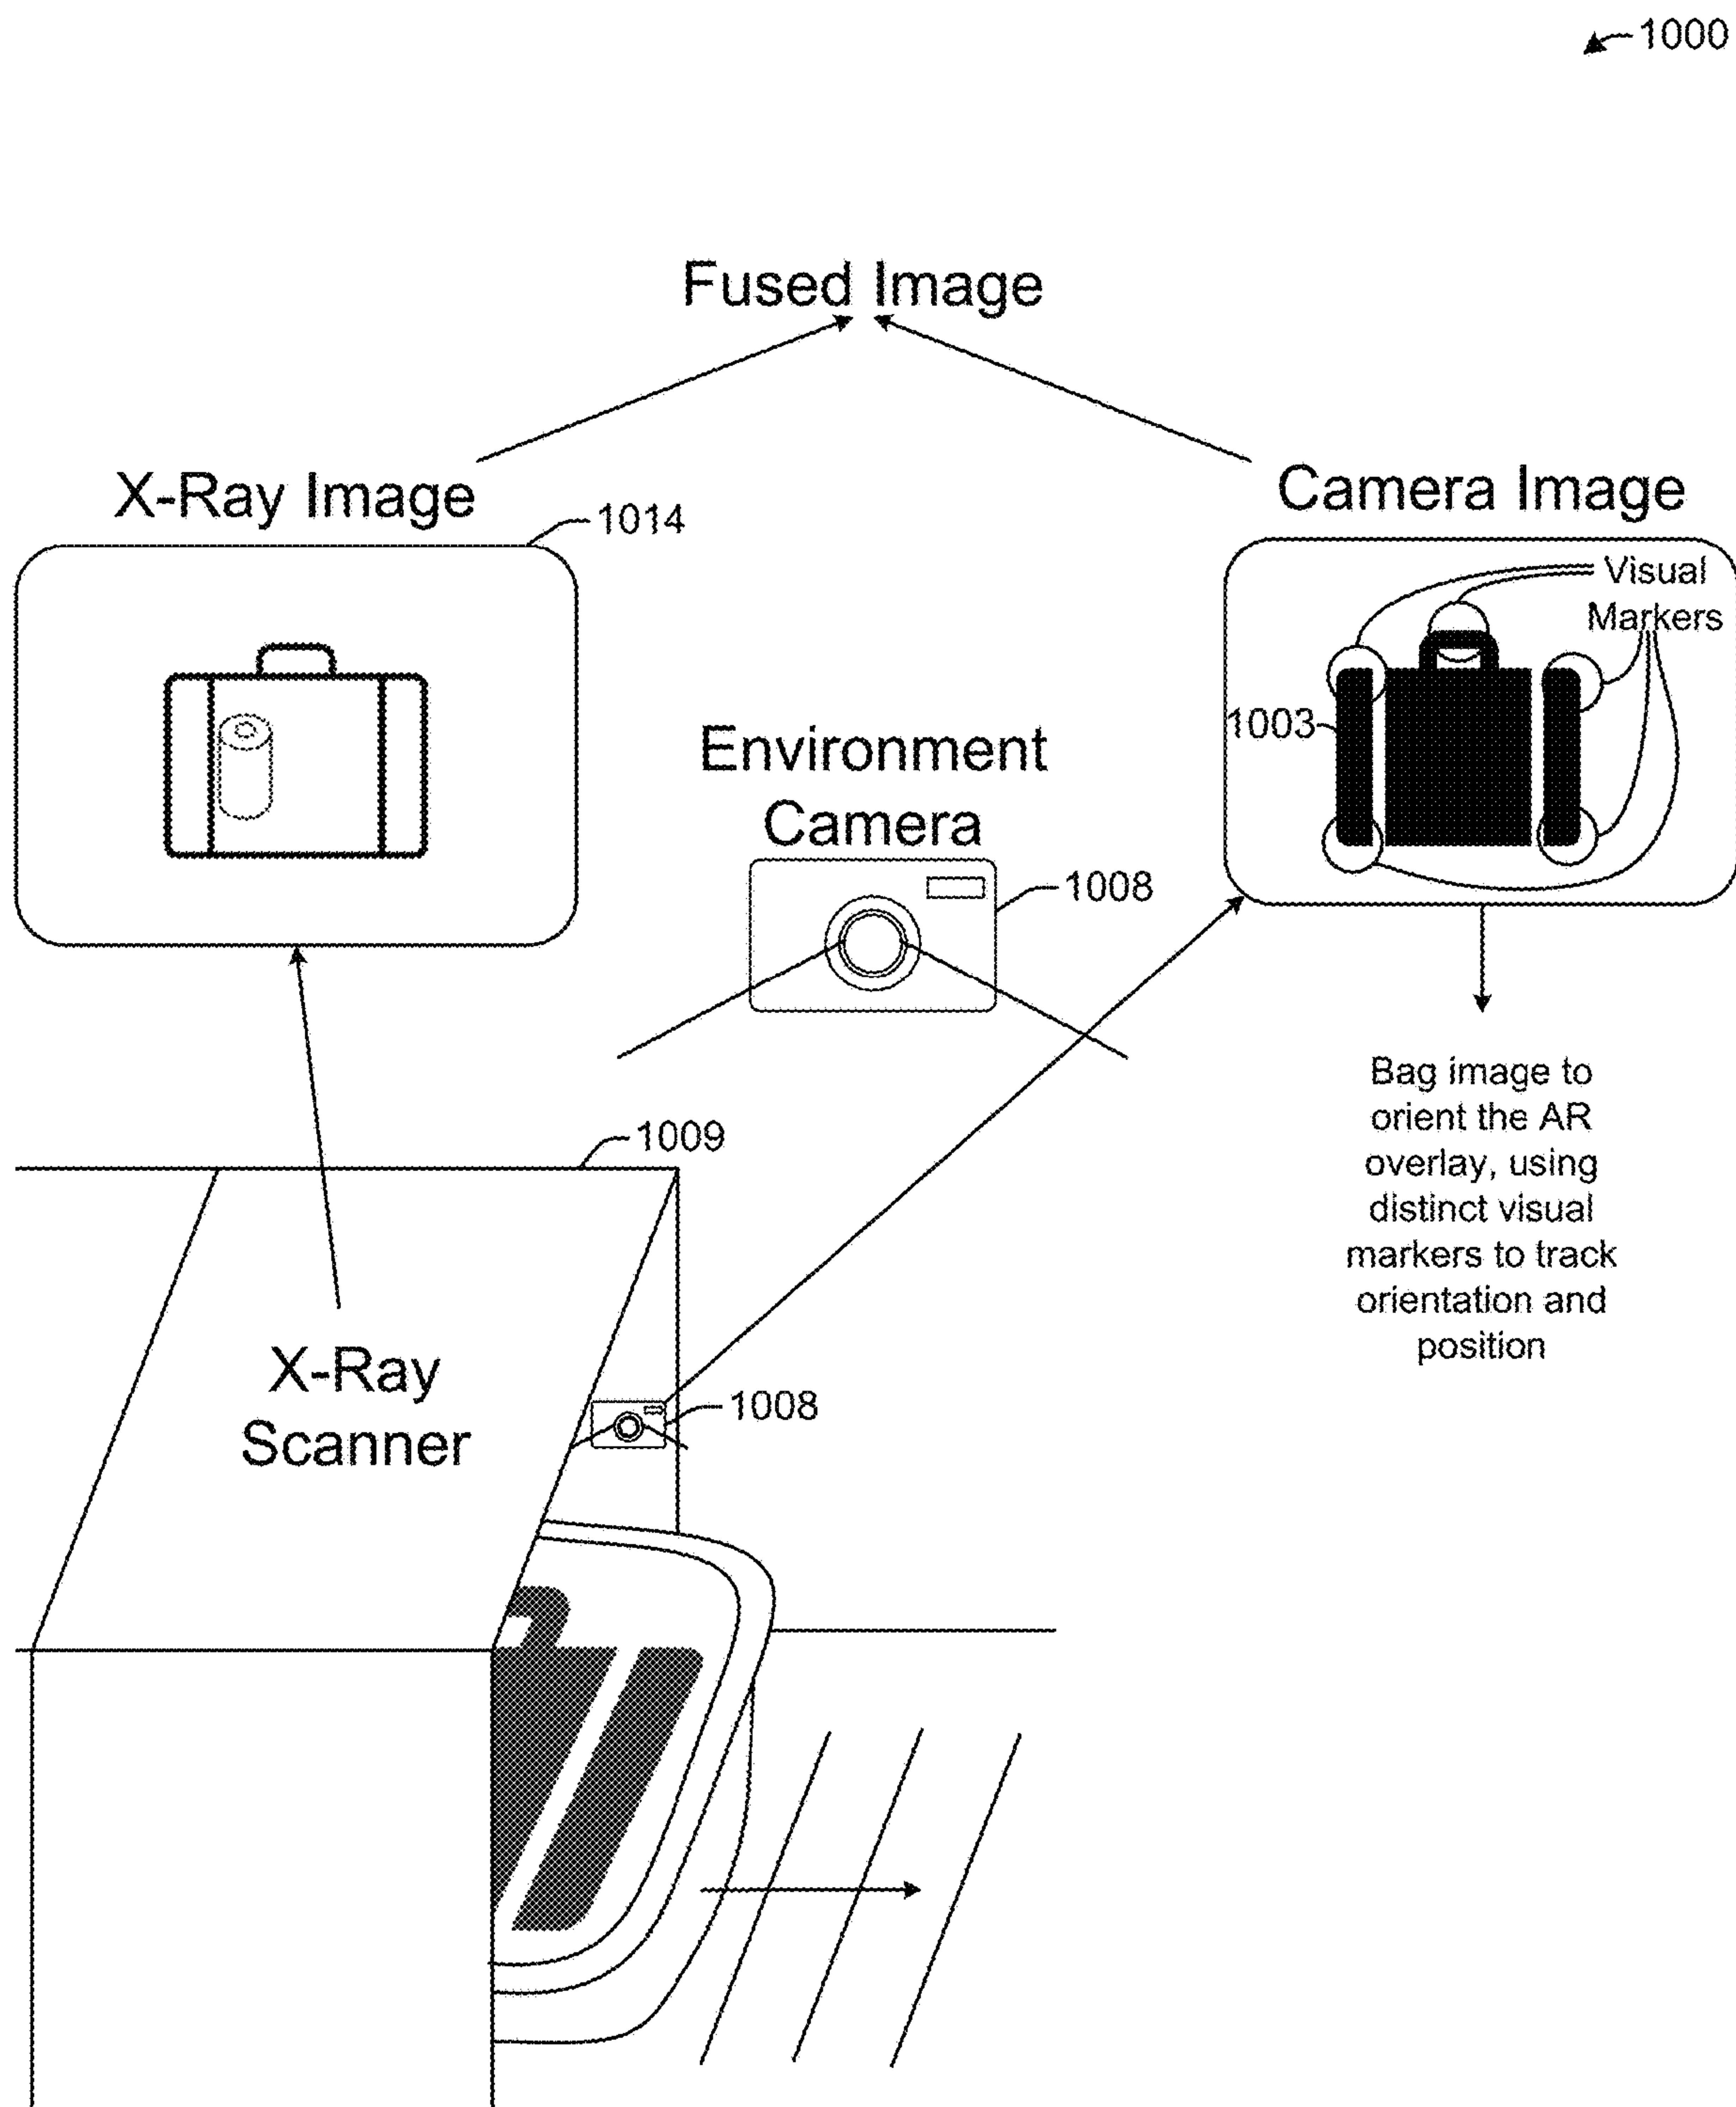 1000
Fused Image
X-Ray Image
1014
Camera Image
Visual
Markers
1003
Environment
Camera
1008
Bag image to
orient the AR
overlay, using
distinct visual
markers to track
orientation and
position
1009
X-Ray
Scanner
1008